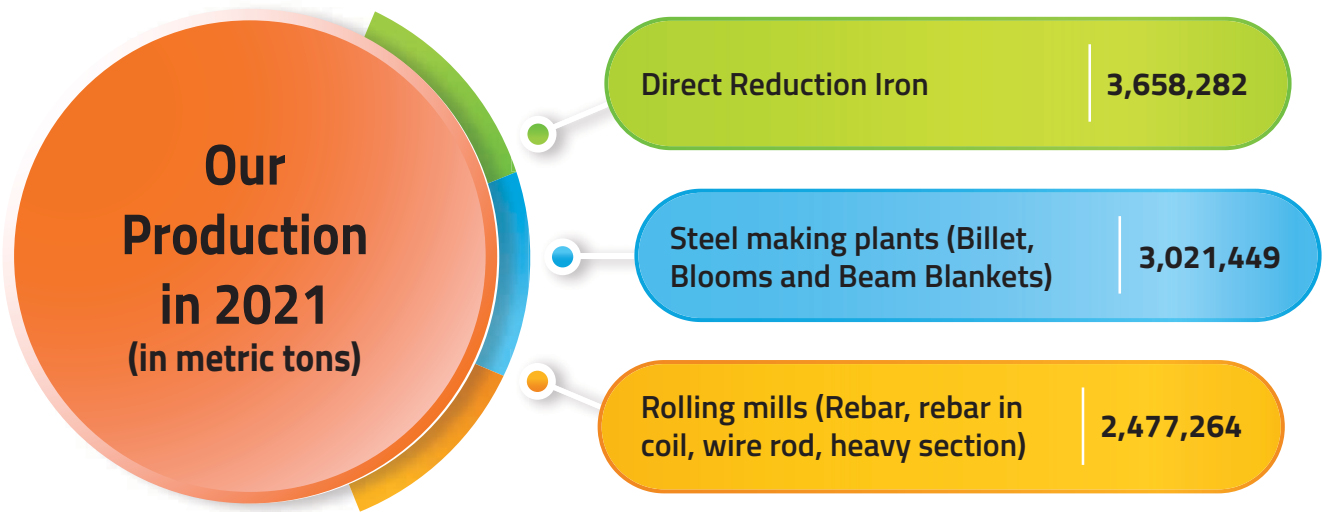 Our
Production
in 2021
(in metric tons)
Direct Reduction Iron
3,658,282
Steel making plants (Billet,
Blooms and Beam Blankets)
3,021,449
Rolling mills (Rebar, rebar in
coil, wire rod, heavy section)
2,477,264